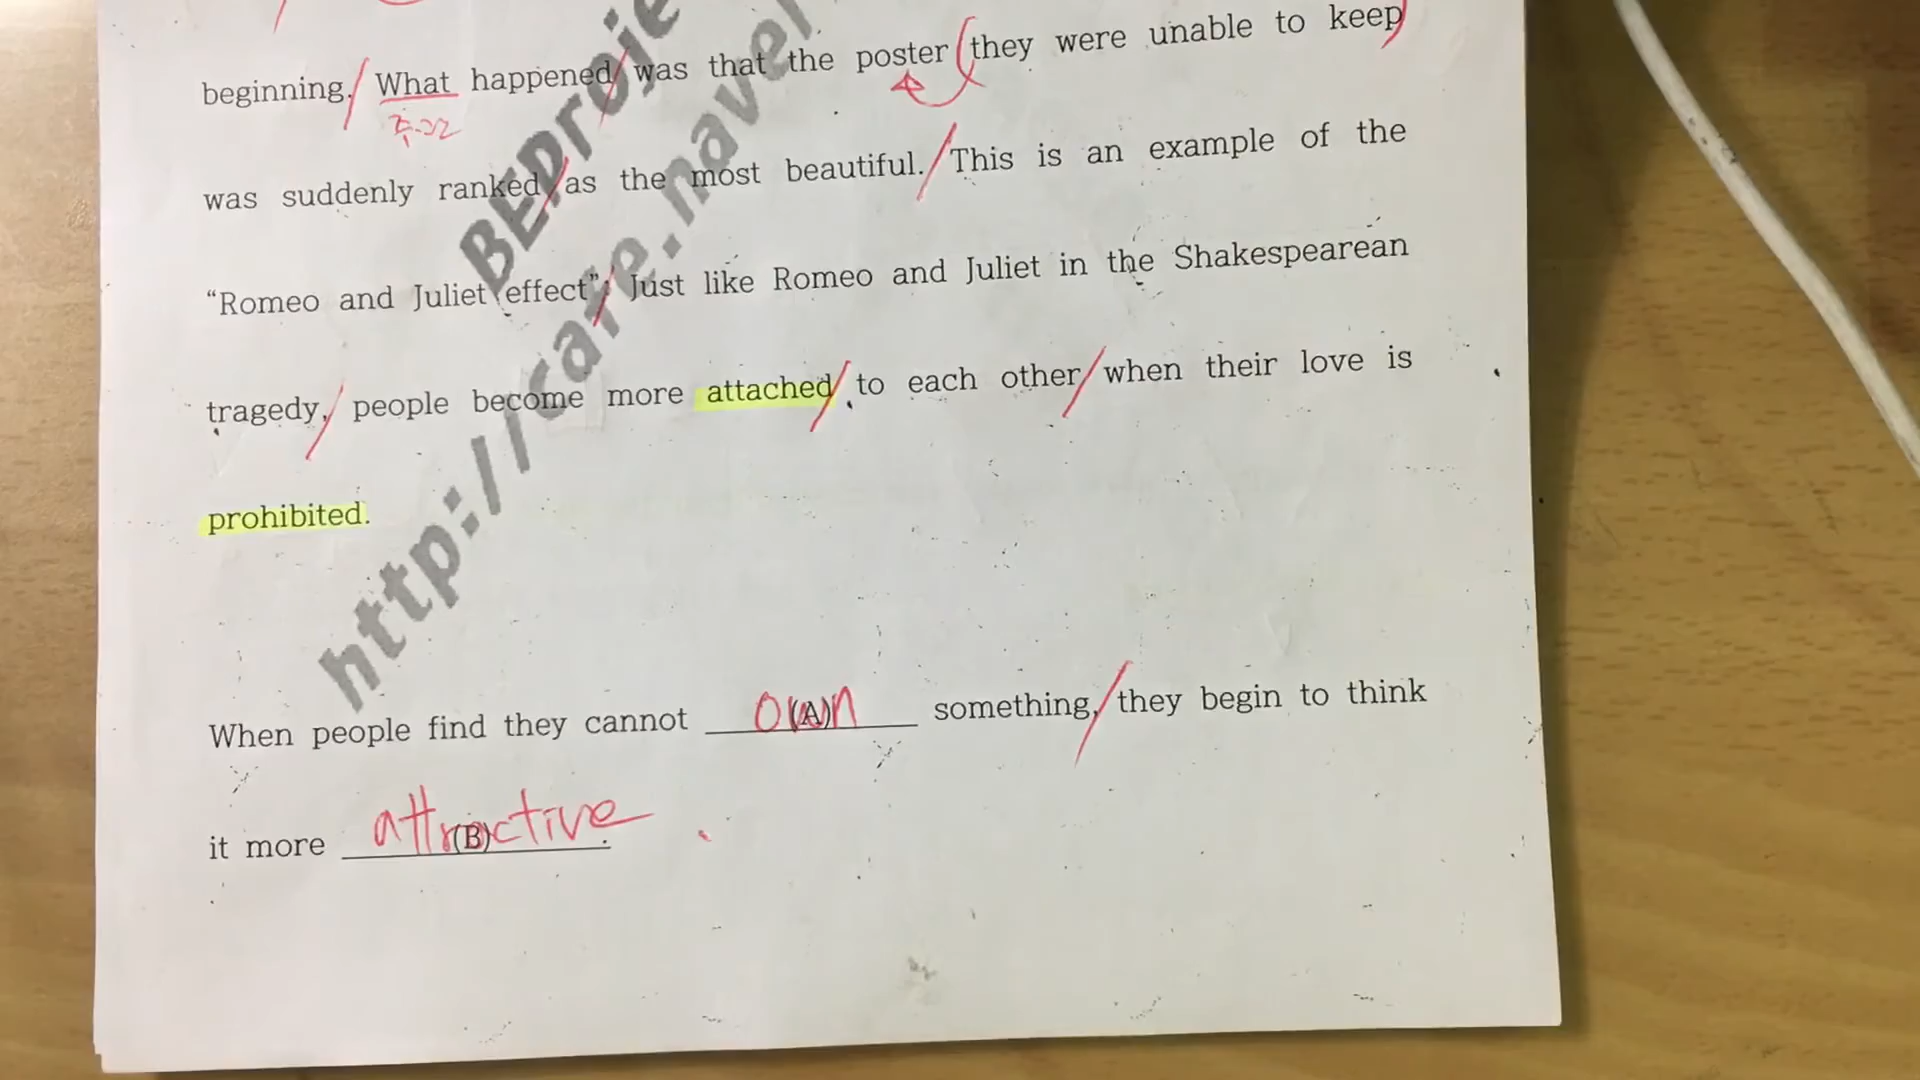 beginning. What happened was that the poster they were unable to keep
was suddenly ranked as the most beautiful. This is an example of the
“Romeo and Juliet effect”: Just like Romeo and Juliet in the Shakespearean
tragedy, people become more attached to each other when their love is
prohibited.
When people find they cannot own (A) something, they begin to think
it more attractive (B).
BEProje
http://cafe.naver